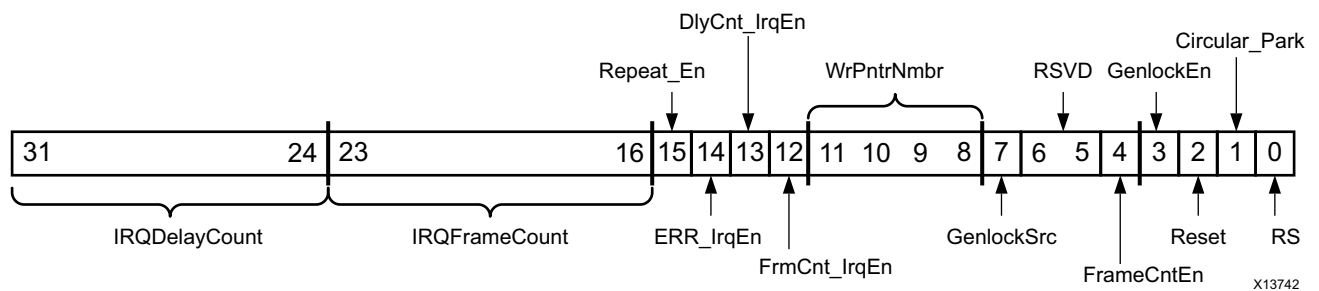 DlyCnt_IrqEn
Circular_Park
Repeat_En WrPntrNmbr RSVD GenlockEn
31 24 23 16 15 14 13 12 11 10 9 8 7 6 5 4 3 2 1 0
IRQDelayCount IRQFrameCount ERR_IrqEn GenlockSrc Reset RS
FrmCnt_IrqEn FrameCntEn
X13742